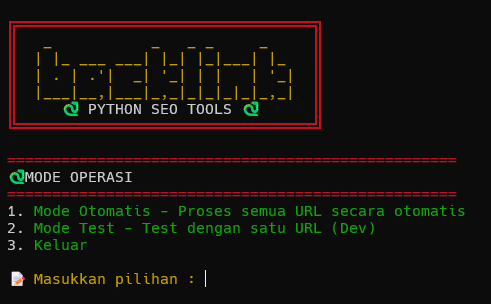 PYTHON SEO TOOLS
MODE OPERASI
1. Mode Otomatis - Proses semua URL secara otomatis
2. Mode Test - Test dengan satu URL (Dev)
3. Keluar
Masukkan pilihan :